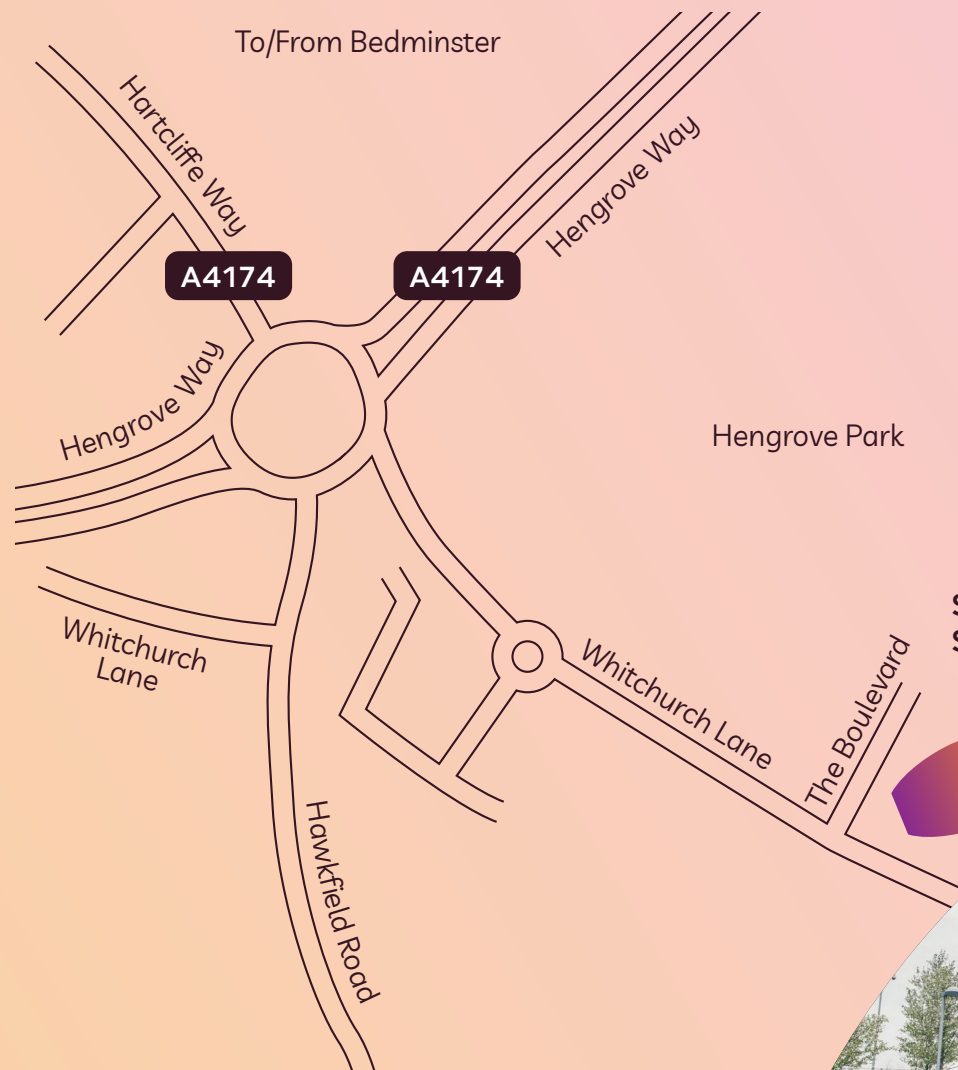 To/From Bedminster
Hartcliffe Way
Hengrove Way
A4174
A4174
Hengrove Way
Hengrove Park
Whitchurch
Lane
Whitchurch Lane
The Boulevard
Hawkfield Road